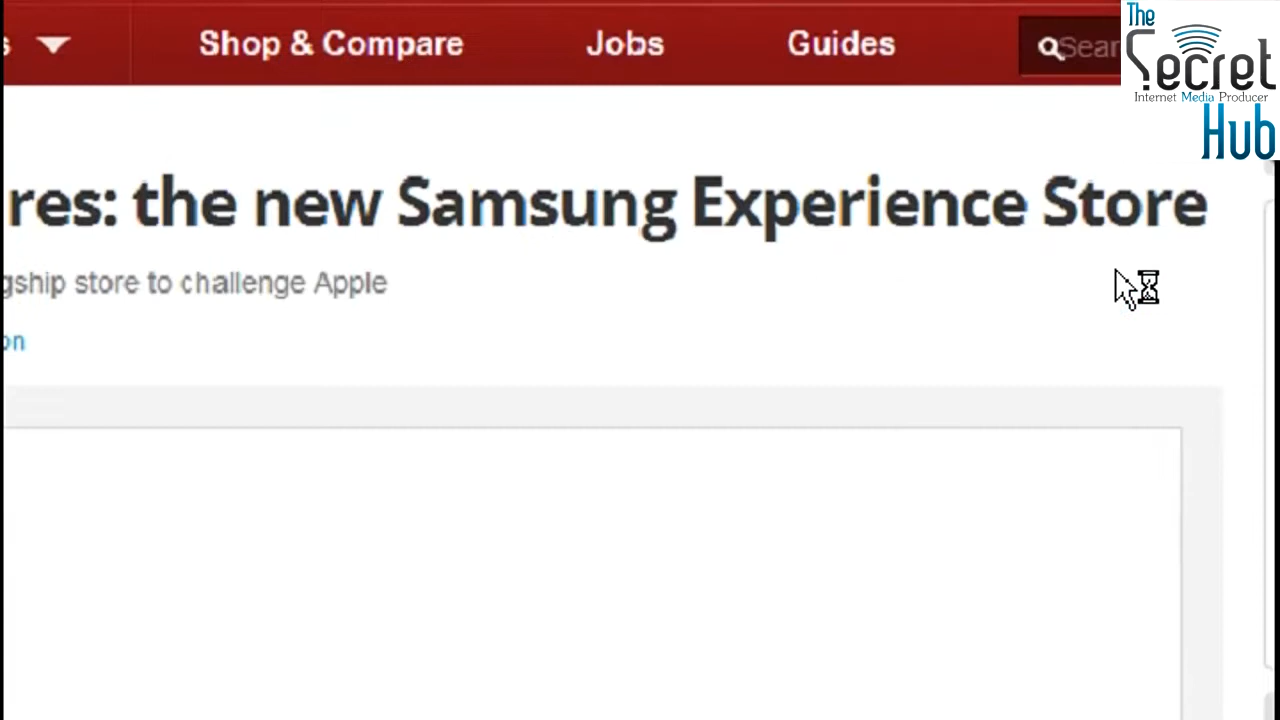 Shop & Compare Jobs Guides
The
Secret
Internet Media Producer
Hub
res: the new Samsung Experience Store
gship store to challenge Apple
on